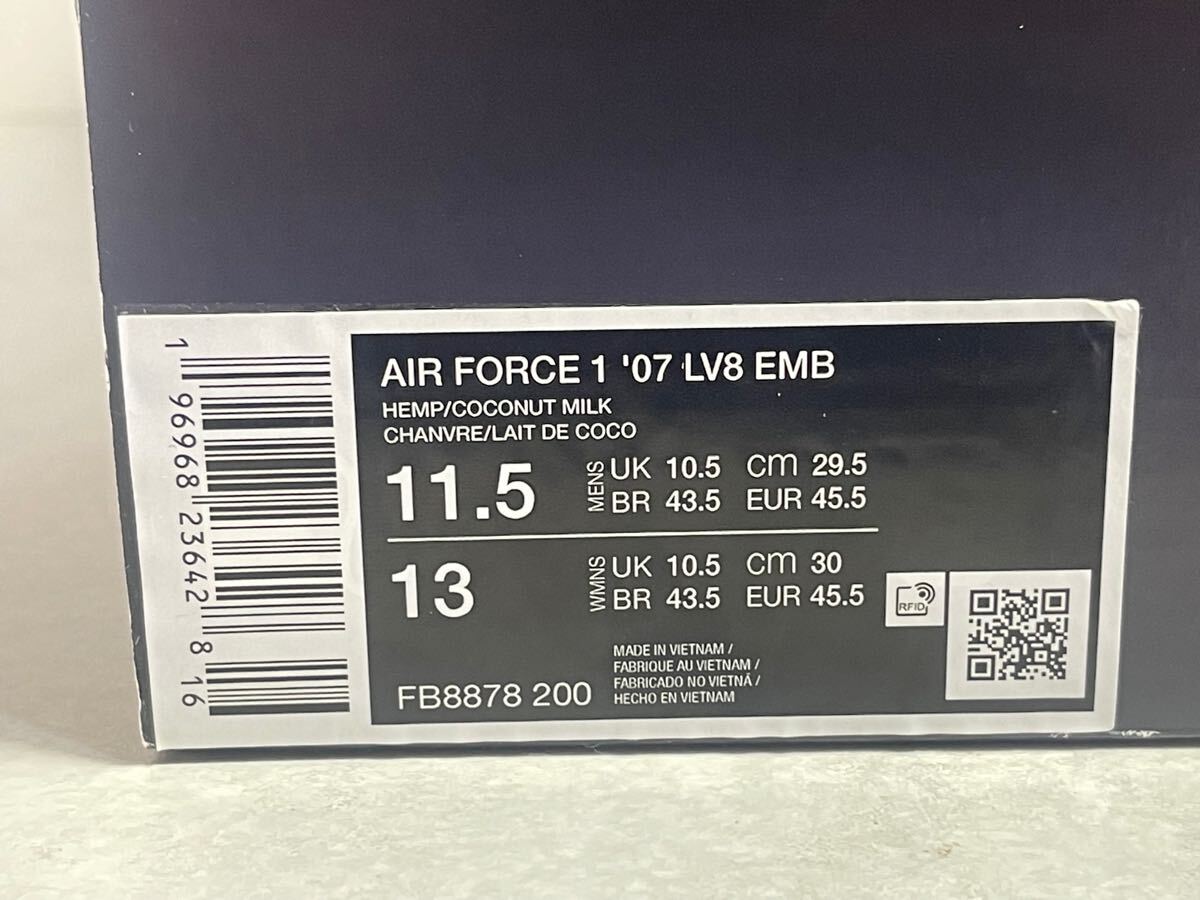 AIR FORCE 1 '07 LV8 EMB
HEMP/COCONUT MILK
CHANVRE/LAIT DE COCO
11.5 MENS UK 10.5 cm 29.5
BR 43.5 EUR 45.5
13 WMNS UK 10.5 cm 30
BR 43.5 EUR 45.5
RFID
MADE IN VIETNAM /
FABRIQUE AU VIETNAM /
FABRICADO NO VIETNÃ /
HECHO EN VIETNAM
FB8878 200
1 96968 23642 8 16